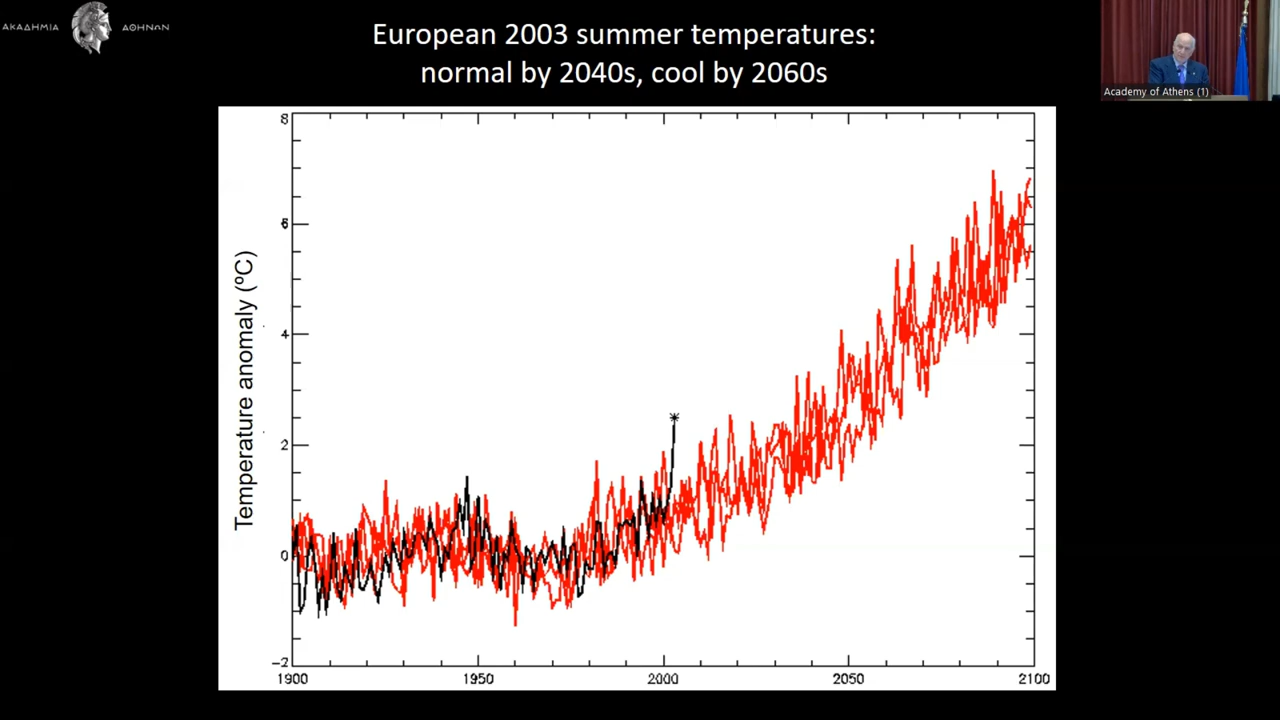 ΑΚΑΔΗΜΙΑ
ΑΘΗΝΩΝ
European 2003 summer temperatures:
normal by 2040s, cool by 2060s
Academy of Athens (1)
Temperature anomaly (ºC)
8
6
4
2
0
−2
1900
1950
2000
2050
2100